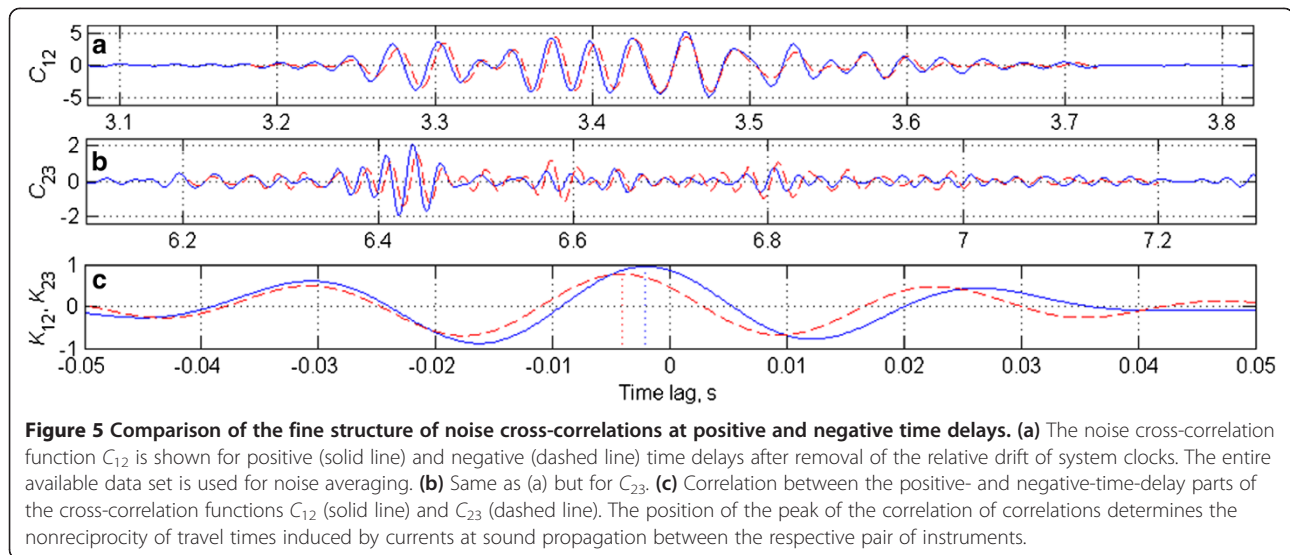 a
C12
5
0
-5
3.1 3.2 3.3 3.4 3.5 3.6 3.7 3.8
b
C23
2
0
-2
6.2 6.4 6.6 6.8 7 7.2
c
K12, K23
1
0
-1
-0.05 -0.04 -0.03 -0.02 -0.01 0 0.01 0.02 0.03 0.04 0.05
Time lag, s
Figure 5 Comparison of the fine structure of noise cross-correlations at positive and negative time delays. (a) The noise cross-correlation
function C12 is shown for positive (solid line) and negative (dashed line) time delays after removal of the relative drift of system clocks. The entire
available data set is used for noise averaging. (b) Same as (a) but for C23. (c) Correlation between the positive- and negative-time-delay parts of
the cross-correlation functions C12 (solid line) and C23 (dashed line). The position of the peak of the correlation of correlations determines the
nonreciprocity of travel times induced by currents at sound propagation between the respective pair of instruments.